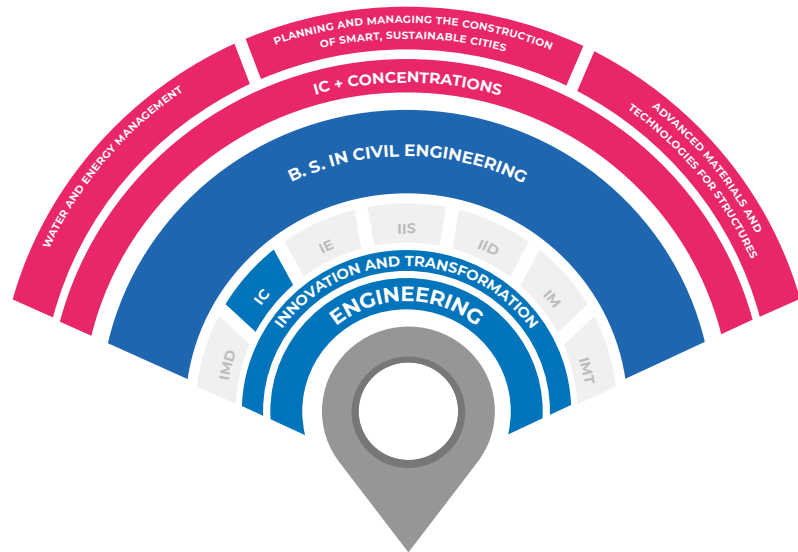 PLANNING AND MANAGING THE CONSTRUCTION
OF SMART, SUSTAINABLE CITIES
WATER AND ENERGY MANAGEMENT
ADVANCED MATERIALS AND
TECHNOLOGIES FOR STRUCTURES
IC + CONCENTRATIONS
B. S. IN CIVIL ENGINEERING
IMD
IC
IE
IIS
IID
IM
IMT
INNOVATION AND TRANSFORMATION
ENGINEERING